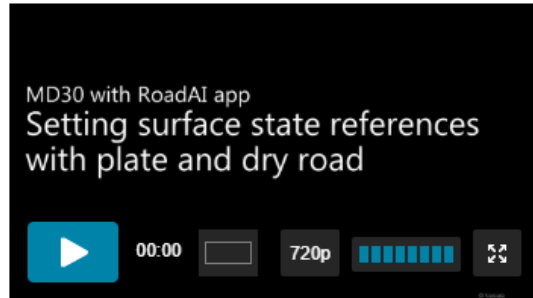 MD30 with RoadAI app
Setting surface state references
with plate and dry road
00:00
720p